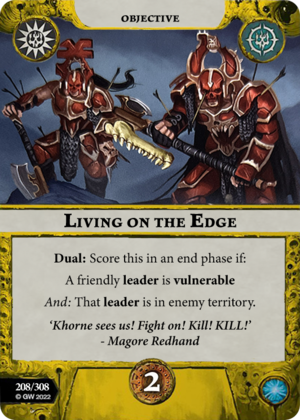 OBJECTIVE
LIVING ON THE EDGE
Dual: Score this in an end phase if:
A friendly leader is vulnerable
And: That leader is in enemy territory.
‘Khorne sees us! Fight on! Kill! KILL!’
- Magore Redhand
208/308
© GW 2022
2